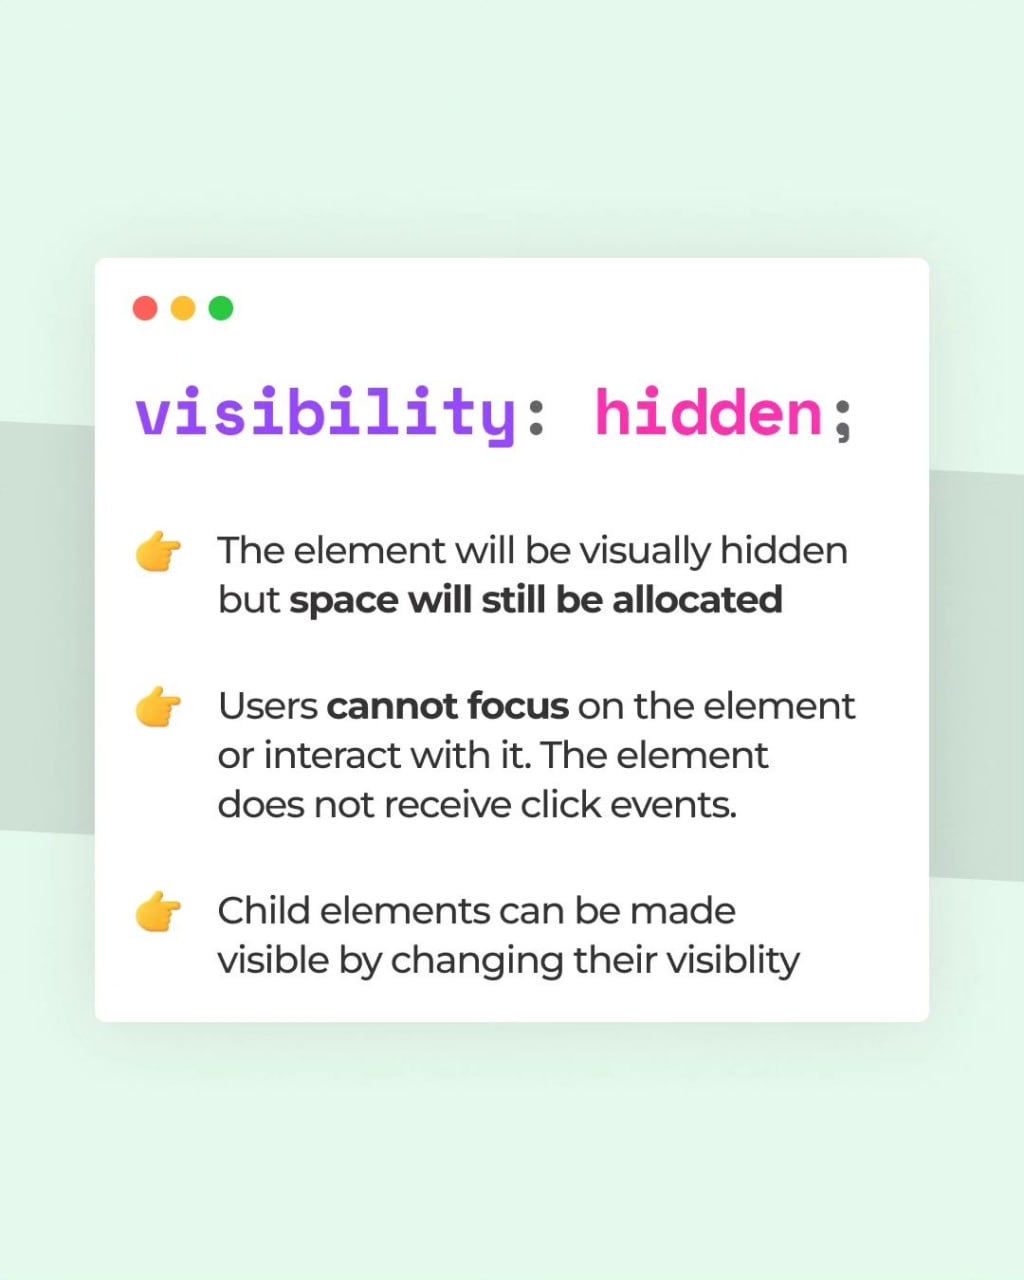 visibility: hidden;
👉 The element will be visually hidden
but space will still be allocated
👉 Users cannot focus on the element
or interact with it. The element
does not receive click events.
👉 Child elements can be made
visible by changing their visiblity